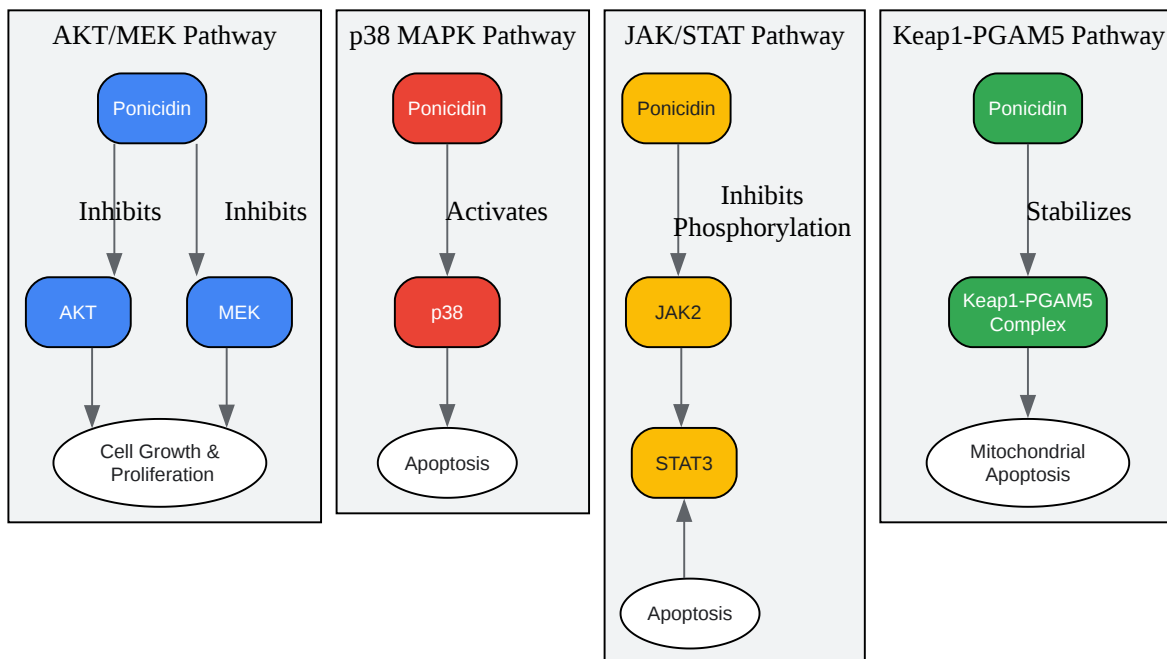 AKT/MEK Pathway
Ponicidin
Inhibits
Inhibits
AKT
MEK
Cell Growth &
Proliferation
p38 MAPK Pathway
Ponicidin
Activates
p38
Apoptosis
JAK/STAT Pathway
Ponicidin
Inhibits
Phosphorylation
JAK2
STAT3
Apoptosis
Keap1-PGAM5 Pathway
Ponicidin
Stabilizes
Keap1-PGAM5
Complex
Mitochondrial
Apoptosis